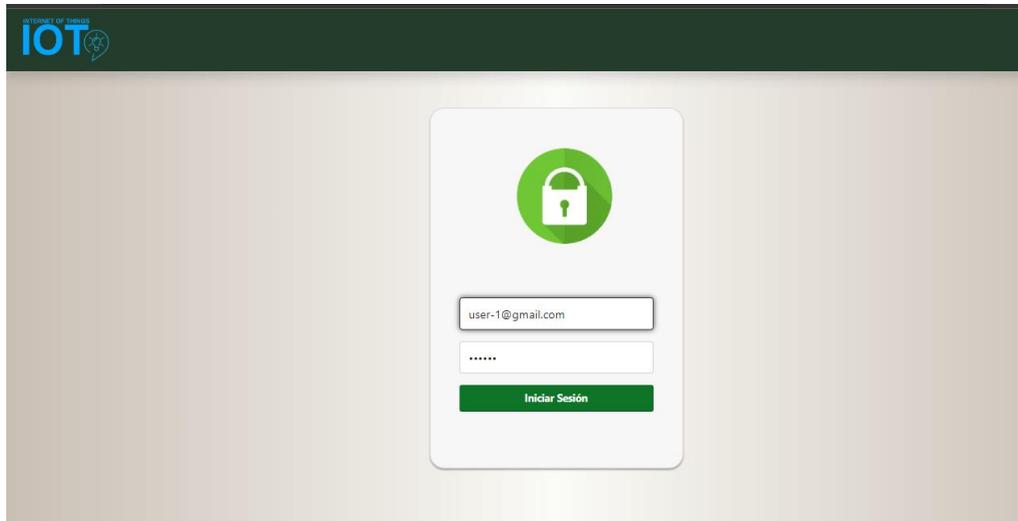 INTERNET OF THINGS
IOT
user-1@gmail.com
••••••
Iniciar Sesión